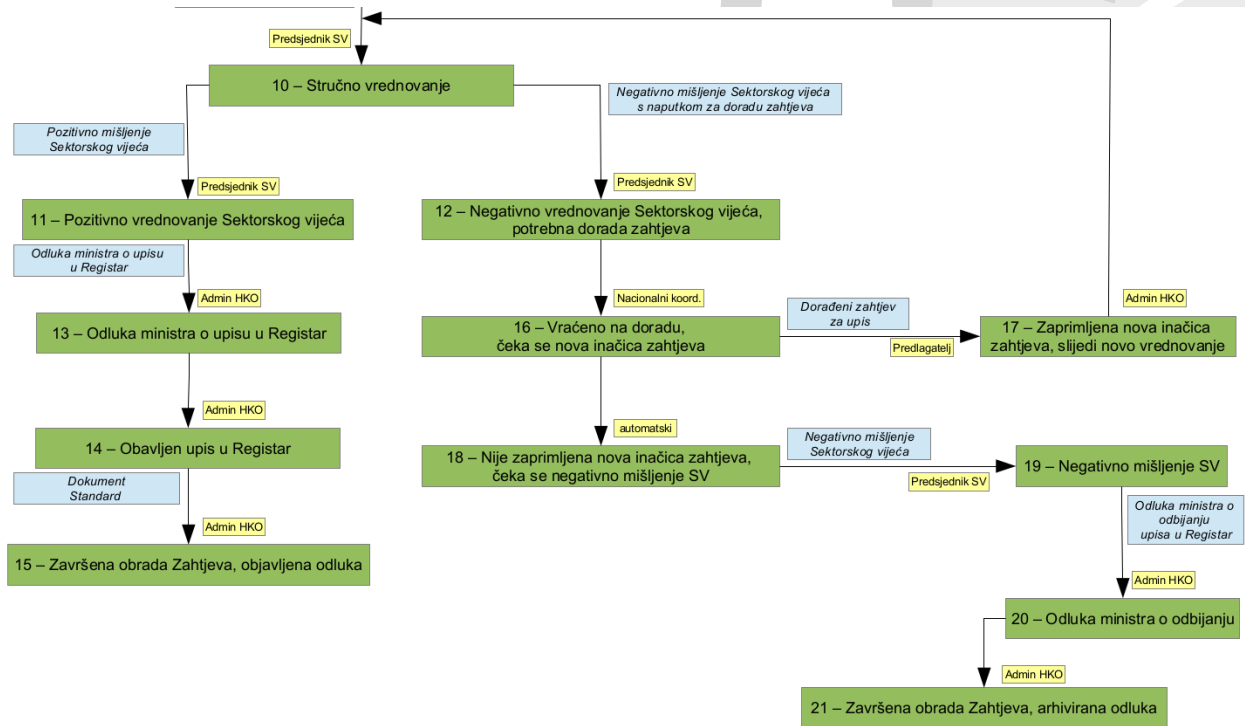 Predsjednik SV
10 – Stručno vrednovanje
Negativno mišljenje Sektorskog vijeća
s naputkom za doradu zahtjeva
Pozitivno mišljenje
Sektorskog vijeća
Predsjednik SV
Predsjednik SV
11 – Pozitivno vrednovanje Sektorskog vijeća
12 – Negativno vrednovanje Sektorskog vijeća,
potrebna dorada zahtjeva
Odluka ministra o upisu
u Registar
Admin HKO
Nacionalni koord.
Dorađeni zahtjev
za upis
Admin HKO
13 – Odluka ministra o upisu u Registar
16 – Vraćeno na doradu,
čeka se nova inačica zahtjeva
Predlagatelj
17 – Zaprimljena nova inačica
zahtjeva, slijedi novo vrednovanje
Admin HKO
automatski
14 – Obavljen upis u Registar
18 – Nije zaprimljena nova inačica zahtjeva,
čeka se negativno mišljenje SV
Negativno mišljenje
Sektorskog vijeća
Predsjednik SV
19 – Negativno mišljenje SV
Dokument
Standard
Admin HKO
Odluka ministra o
odbijanju
upisa u Registar
15 – Završena obrada Zahtjeva, objavljena odluka
Admin HKO
20 – Odluka ministra o odbijanju
Admin HKO
21 – Završena obrada Zahtjeva, arhivirana odluka